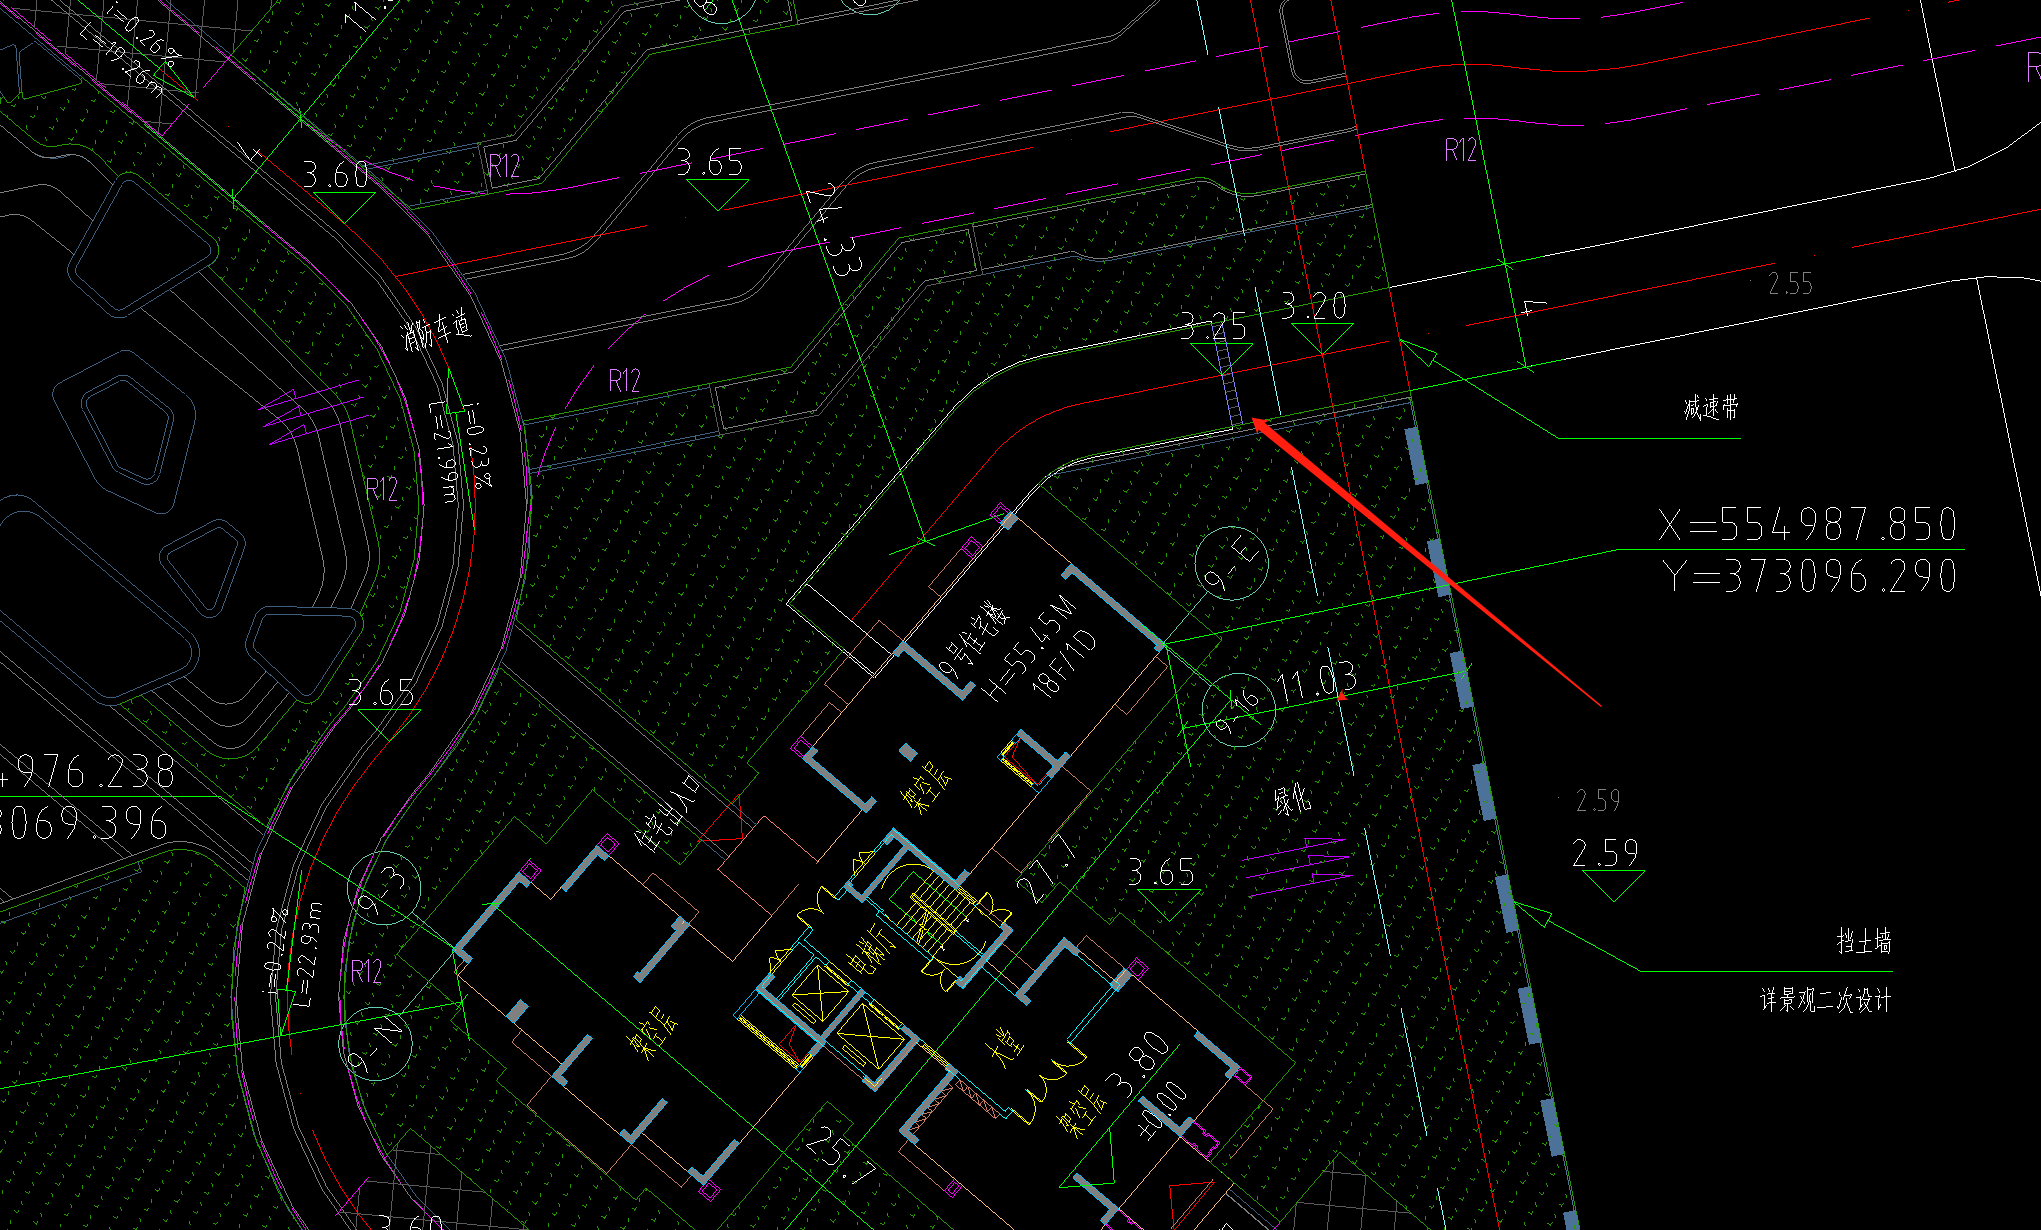 i=0.26%
L=19.26m
4
3.60
R12
3.65
24.33
R12
2.55
消防车道
3.25
3.20
4
R12
减速带
i=0.23%
L=21.99m
R12
X=554987.850
Y=373096.290
9-E
9号住宅楼
H=55.45M
18F/1D
3.65
9-16
11.03
976.238
069.396
架空层
绿化
2.59
2.59
住宅出入口
27.7
3.65
9-3
i=0.22%
L=22.93m
R12
电梯厅
挡土墙
详景观二次设计
9-N
架空层
大堂
3.80
±0.00
架空层
25.7
3.60